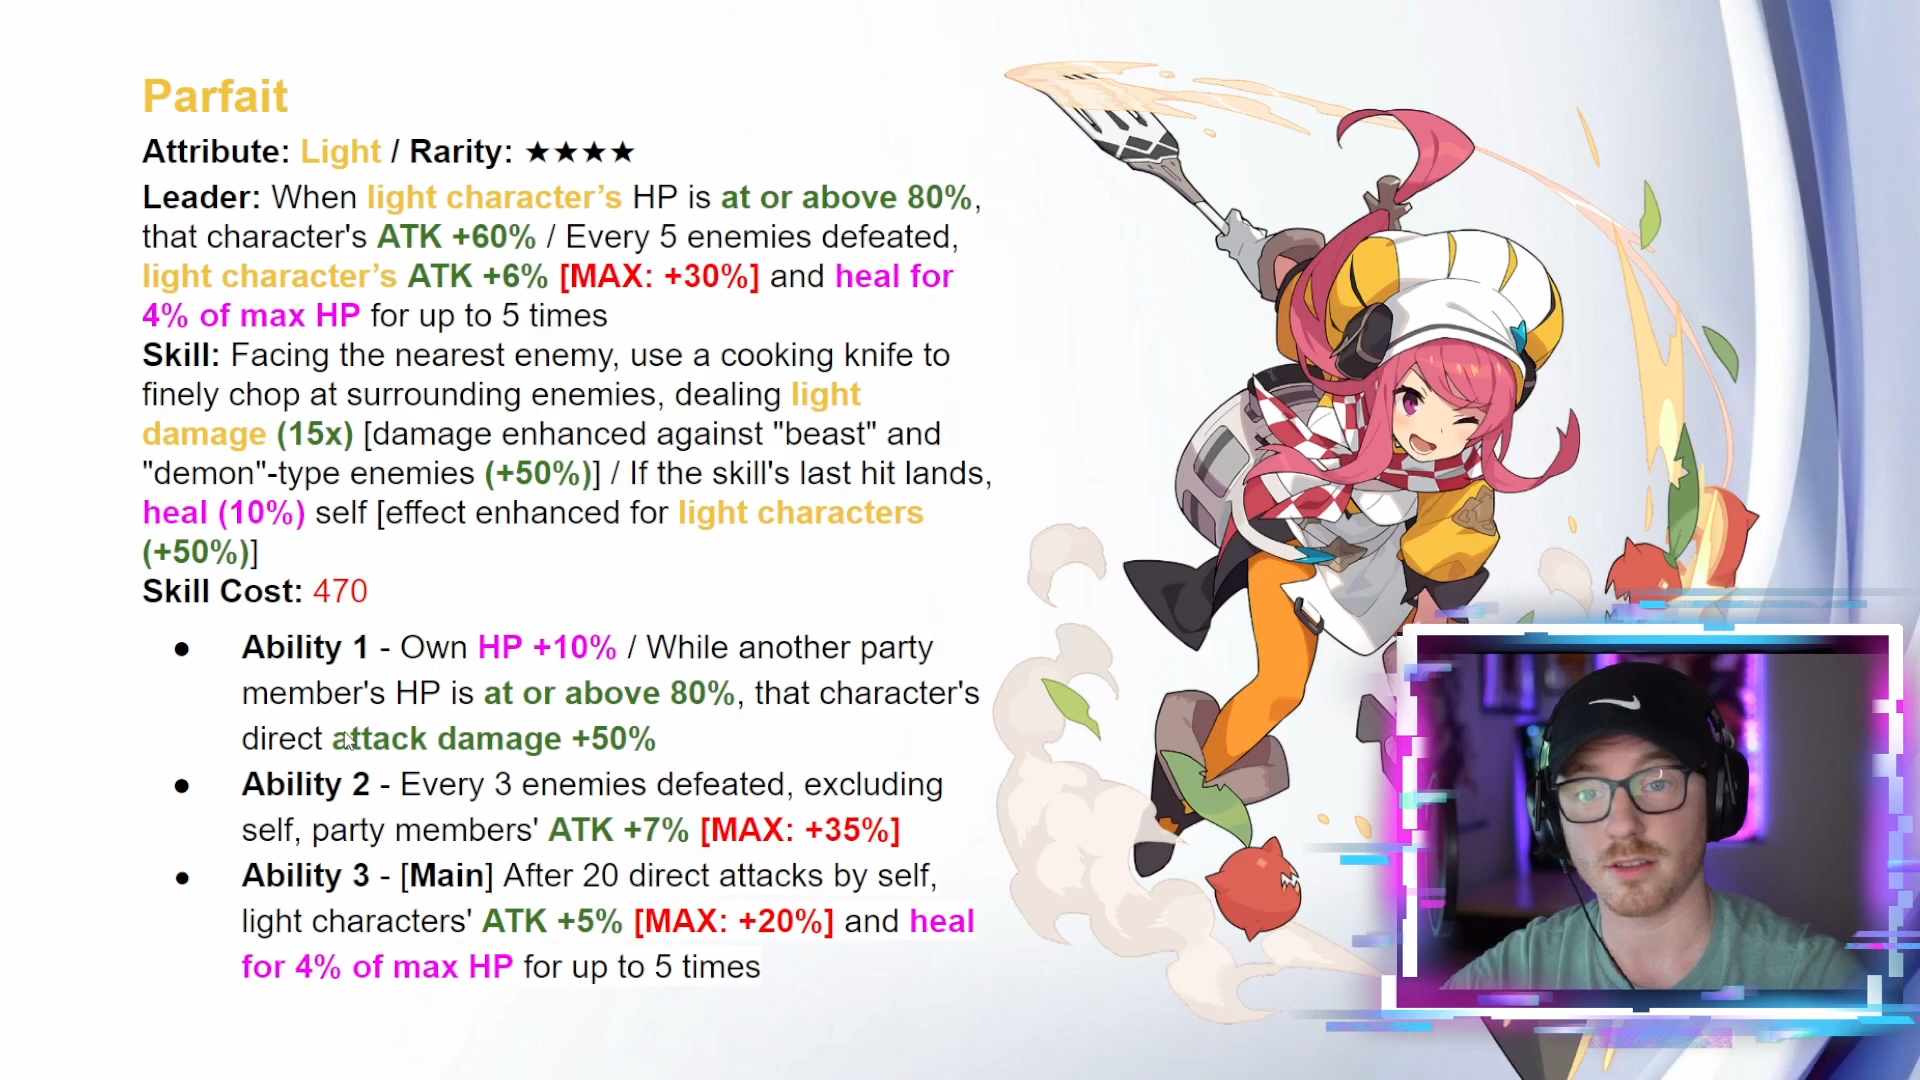 Parfait
Attribute: Light / Rarity: ★★★★
Leader: When light character’s HP is at or above 80%,
that character's ATK +60% / Every 5 enemies defeated,
light character’s ATK +6% [MAX: +30%] and heal for
4% of max HP for up to 5 times
Skill: Facing the nearest enemy, use a cooking knife to
finely chop at surrounding enemies, dealing light
damage (15x) [damage enhanced against "beast" and
"demon"-type enemies (+50%)] / If the skill's last hit lands,
heal (10%) self [effect enhanced for light characters
(+50%)]
Skill Cost: 470
● Ability 1 - Own HP +10% / While another party
member's HP is at or above 80%, that character's
direct attack damage +50%
● Ability 2 - Every 3 enemies defeated, excluding
self, party members' ATK +7% [MAX: +35%]
● Ability 3 - [Main] After 20 direct attacks by self,
light characters' ATK +5% [MAX: +20%] and heal
for 4% of max HP for up to 5 times